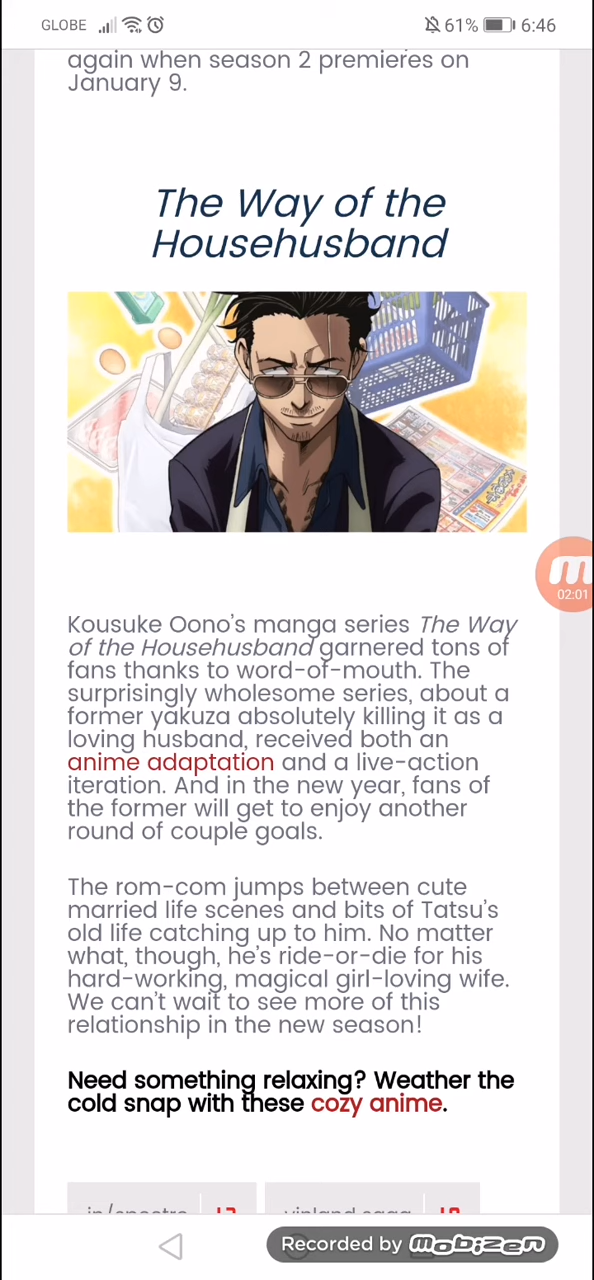 GLOBE 61% 6:46
again when season 2 premieres on
January 9.
The Way of the
Househusband
02:01
Kousuke Oono's manga series The Way
of the Househusband garnered tons of
fans thanks to word-of-mouth. The
surprisingly wholesome series, about a
former yakuza absolutely killing it as a
loving husband, received both an
anime adaptation and a live-action
iteration. And in the new year, fans of
the former will get to enjoy another
round of couple goals.
The rom-com jumps between cute
married life scenes and bits of Tatsu's
old life catching up to him. No matter
what, though, he's ride-or-die for his
hard-working, magical girl-loving wife.
We can't wait to see more of this
relationship in the new season!
Need something relaxing? Weather the
cold snap with these cozy anime.
in/spectre vinland saga
Recorded by mobizen